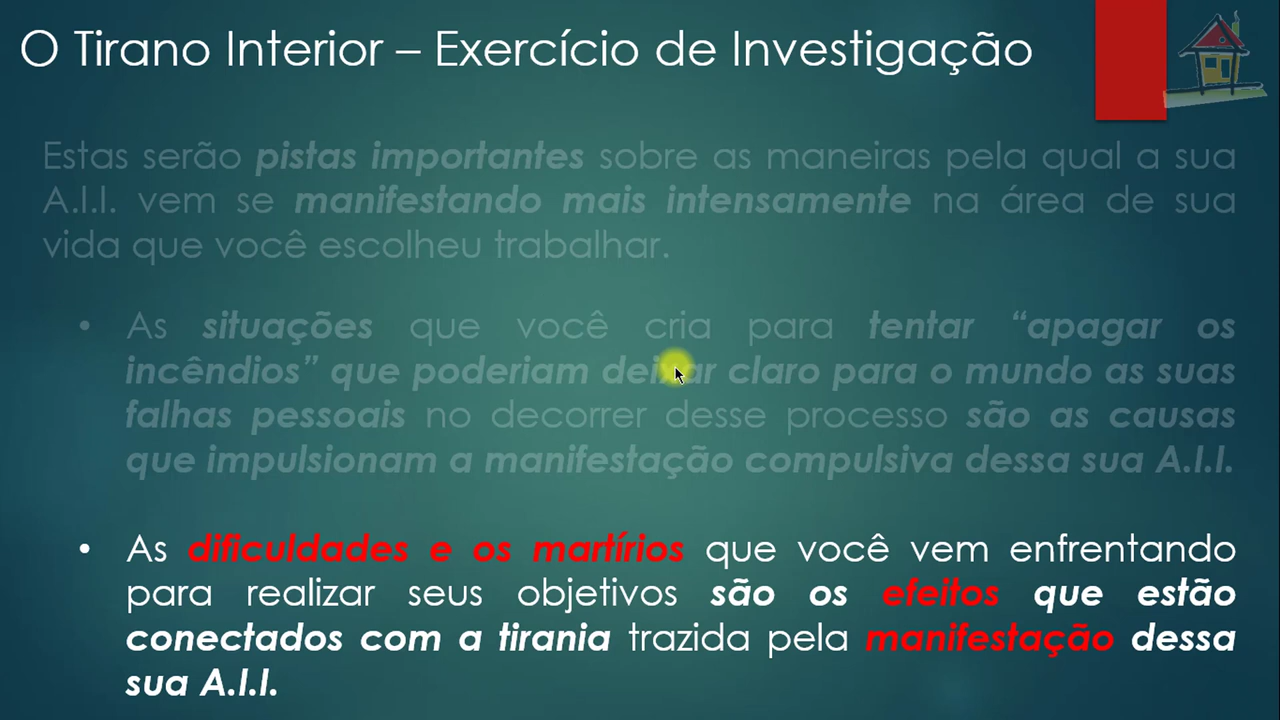 O Tirano Interior – Exercício de Investigação
Estas serão pistas importantes sobre as maneiras pela qual a sua
A.I.I. vem se manifestando mais intensamente na área de sua
vida que você escolheu trabalhar.
• As situações que você cria para tentar “apagar os
incêndios” que poderiam deixar claro para o mundo as suas
falhas pessoais no decorrer desse processo são as causas
que impulsionam a manifestação compulsiva dessa sua A.I.I.
• As dificuldades e os martírios que você vem enfrentando
para realizar seus objetivos são os efeitos que estão
conectados com a tirania trazida pela manifestação dessa
sua A.I.I.